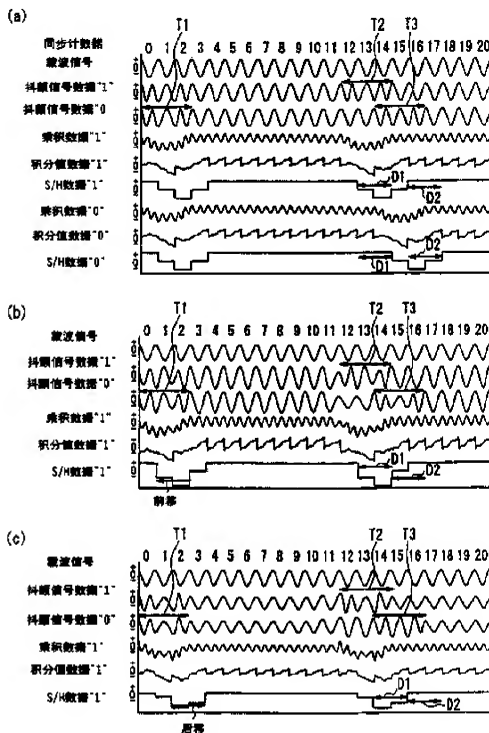 (a)
T1 T2 T3
同步计数据 0 1 2 3 4 5 6 7 8 9 10 11 12 13 14 15 16 17 18 19 20
载波信号
抖颤信号数据"1"
抖颤信号数据"0
乘积数据"1"
积分值数据"1"
D1
S/H数据"1"
D2
乘积数据"0"
积分值数据"0"
D2
S/H数据"0"
D1
(b)
T1 T2 T3
0 1 2 3 4 5 6 7 8 9 10 11 12 13 14 15 16 17 18 19 20
载波信号
抖颤信号数据"1"
抖颤信号数据"0"
乘积数据"1"
积分值数据"1"
D1
S/H数据"1"
D2
前移
(c)
T1 T2 T3
0 1 2 3 4 5 6 7 8 9 10 11 12 13 14 15 16 17 18 19 20
载波信号
抖颤信号数据"1"
抖颤信号数据"0"
乘积数据"1"
积分值数据"1"
D1
S/H数据"1"
D2
后移